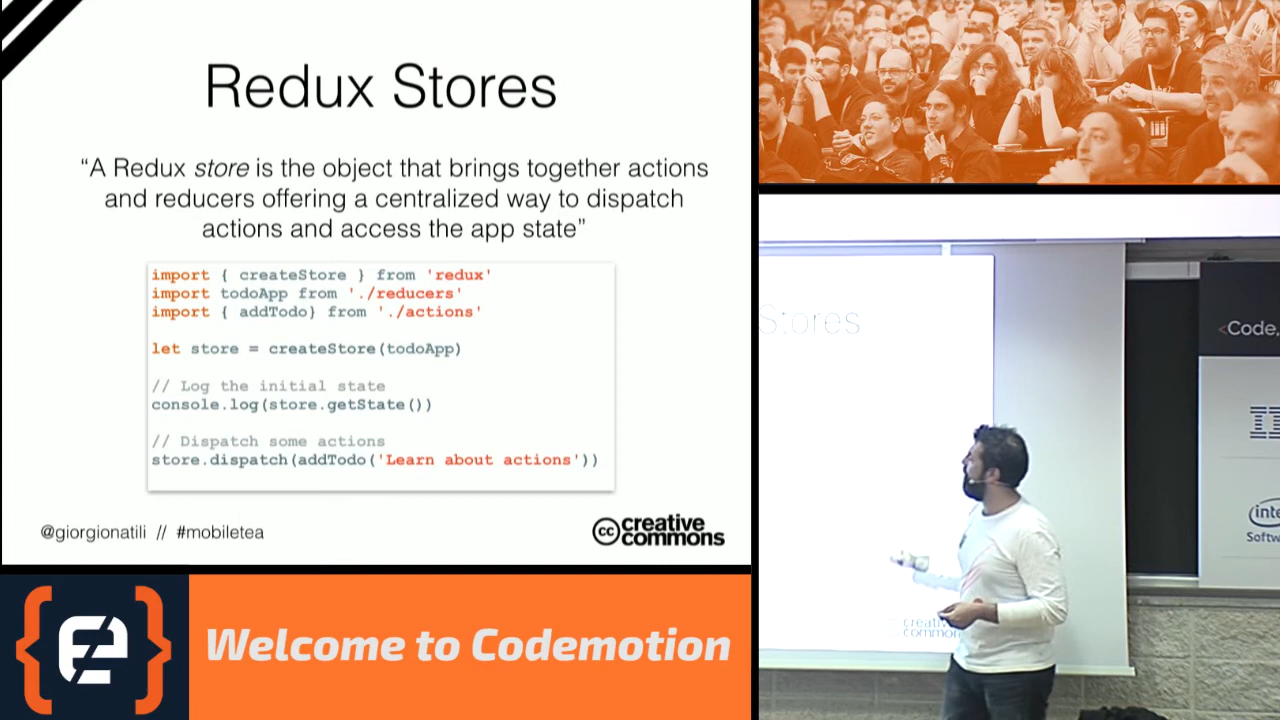 Redux Stores
“A Redux store is the object that brings together actions
and reducers offering a centralized way to dispatch
actions and access the app state”
import { createStore } from 'redux'
import todoApp from './reducers'
import { addTodo} from './actions'
let store = createStore(todoApp)
// Log the initial state
console.log(store.getState())
// Dispatch some actions
store.dispatch(addTodo('Learn about actions'))
@giorgionatili // #mobiletea
cc creative
commons
Welcome to Codemotion
Stores
<Code,
creative
commons